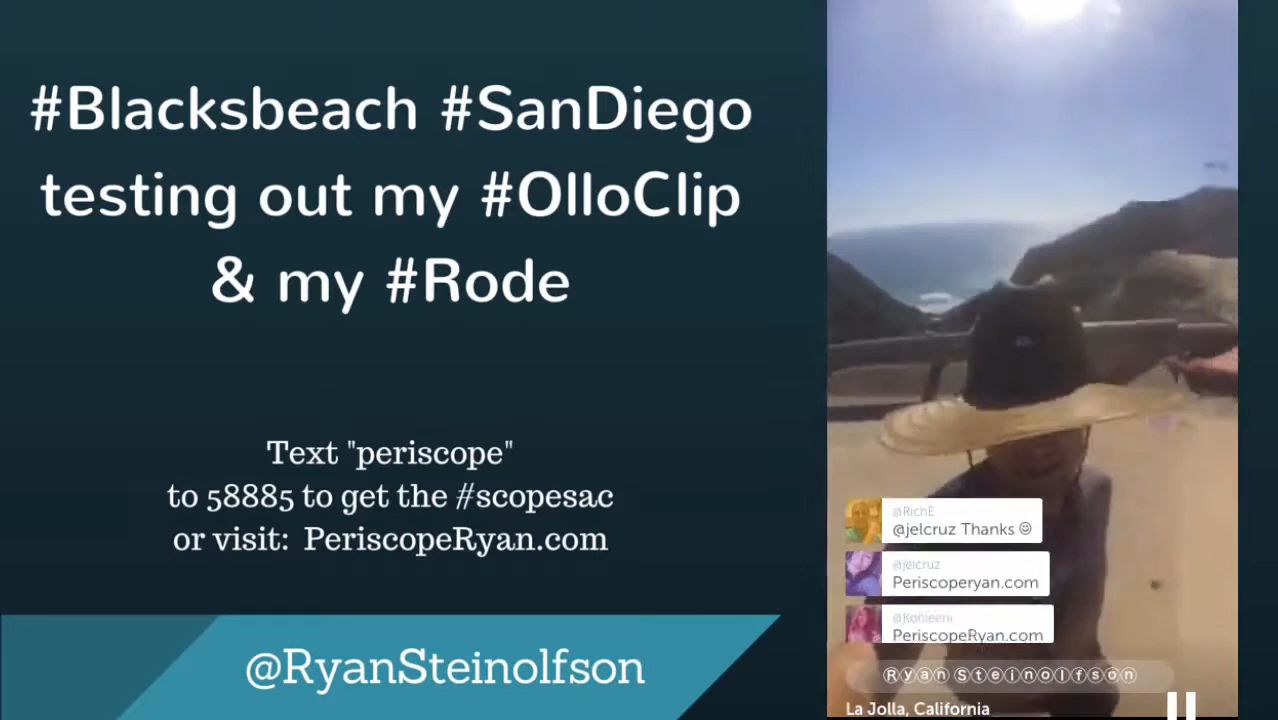 #Blacksbeach #SanDiego
testing out my #OlloClip
& my #Rode
Text "periscope"
to 58885 to get the #scopesac
or visit: PeriscopeRyan.com
@RyanSteinolfson
@RichE
@jelcruz Thanks ☺
@jelcruz
Periscoperyan.com
PeriscopeRyan.com
Ⓡⓨⓐⓝ Ⓢⓣⓔⓘⓝⓞⓛⓕⓢⓞⓝ
La Jolla, California